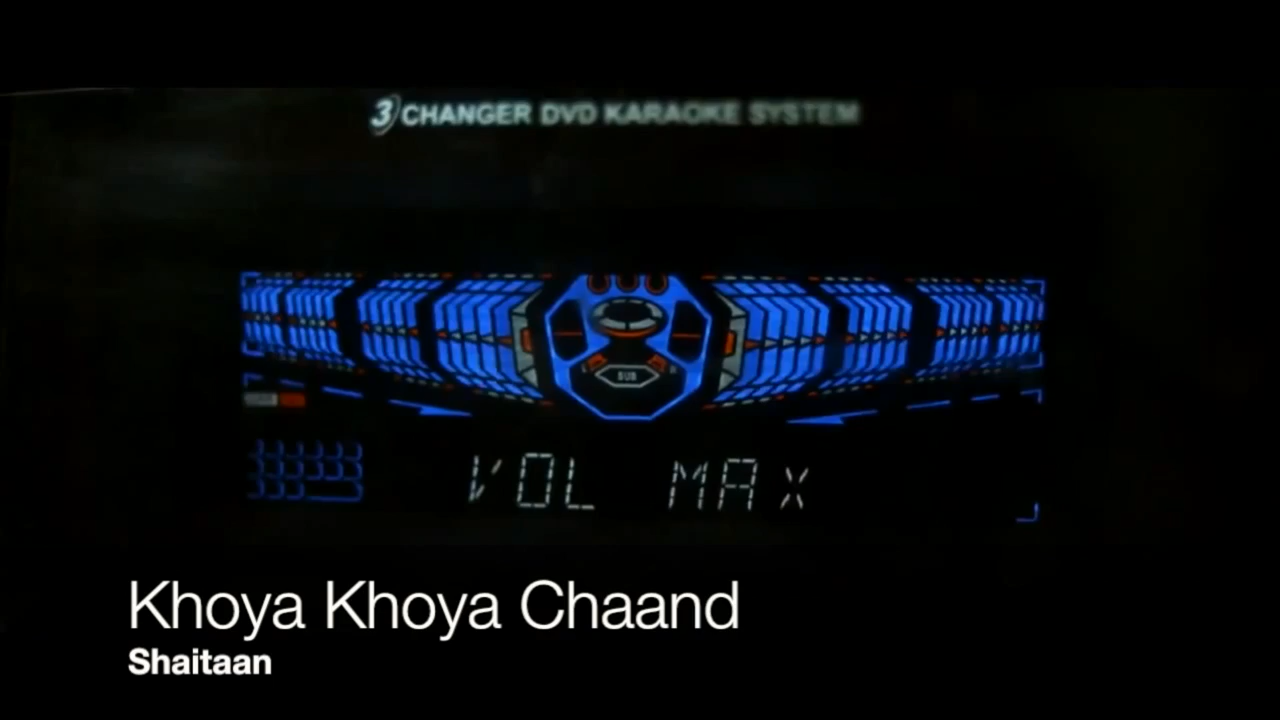 3 CHANGER DVD KARAOKE SYSTEM
SUB
VOL MAX
Khoya Khoya Chaand
Shaitaan